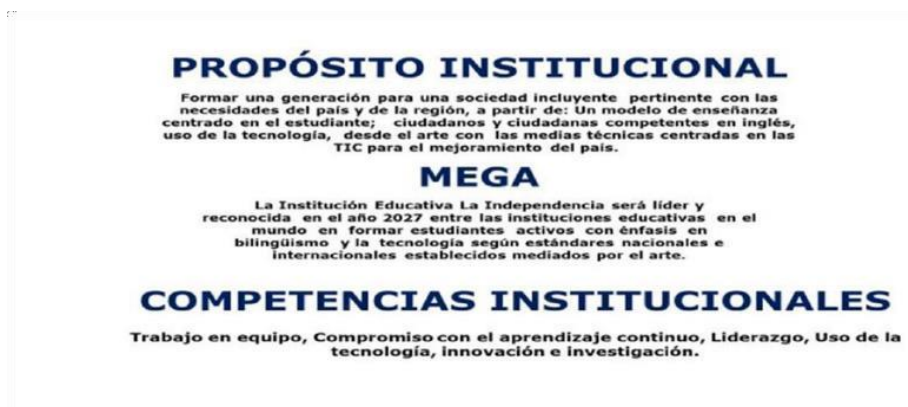 PROPÓSITO INSTITUCIONAL
Formar una generación para una sociedad incluyente pertinente con las
necesidades del país y de la región, a partir de: Un modelo de enseñanza
centrado en el estudiante; ciudadanos y ciudadanas competentes en inglés,
uso de la tecnología, desde el arte con las medias técnicas centradas en las
TIC para el mejoramiento del país.
MEGA
La Institución Educativa La Independencia será líder y
reconocida en el año 2027 entre las instituciones educativas en el
mundo en formar estudiantes activos con énfasis en
bilingüismo y la tecnología según estándares nacionales e
internacionales establecidos mediados por el arte.
COMPETENCIAS INSTITUCIONALES
Trabajo en equipo, Compromiso con el aprendizaje continuo, Liderazgo, Uso de la
tecnología, innovación e investigación.